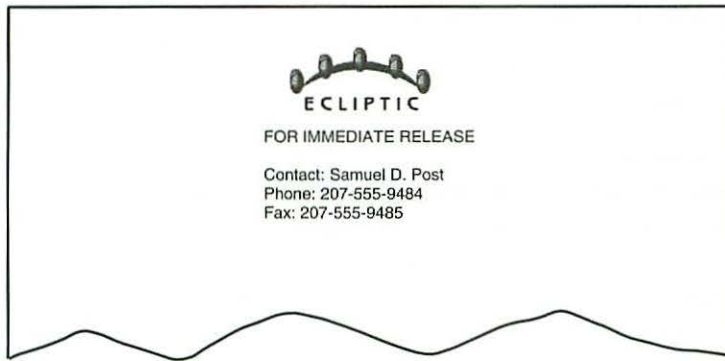 ECLIPTIC
FOR IMMEDIATE RELEASE
Contact: Samuel D. Post
Phone: 207-555-9484
Fax: 207-555-9485